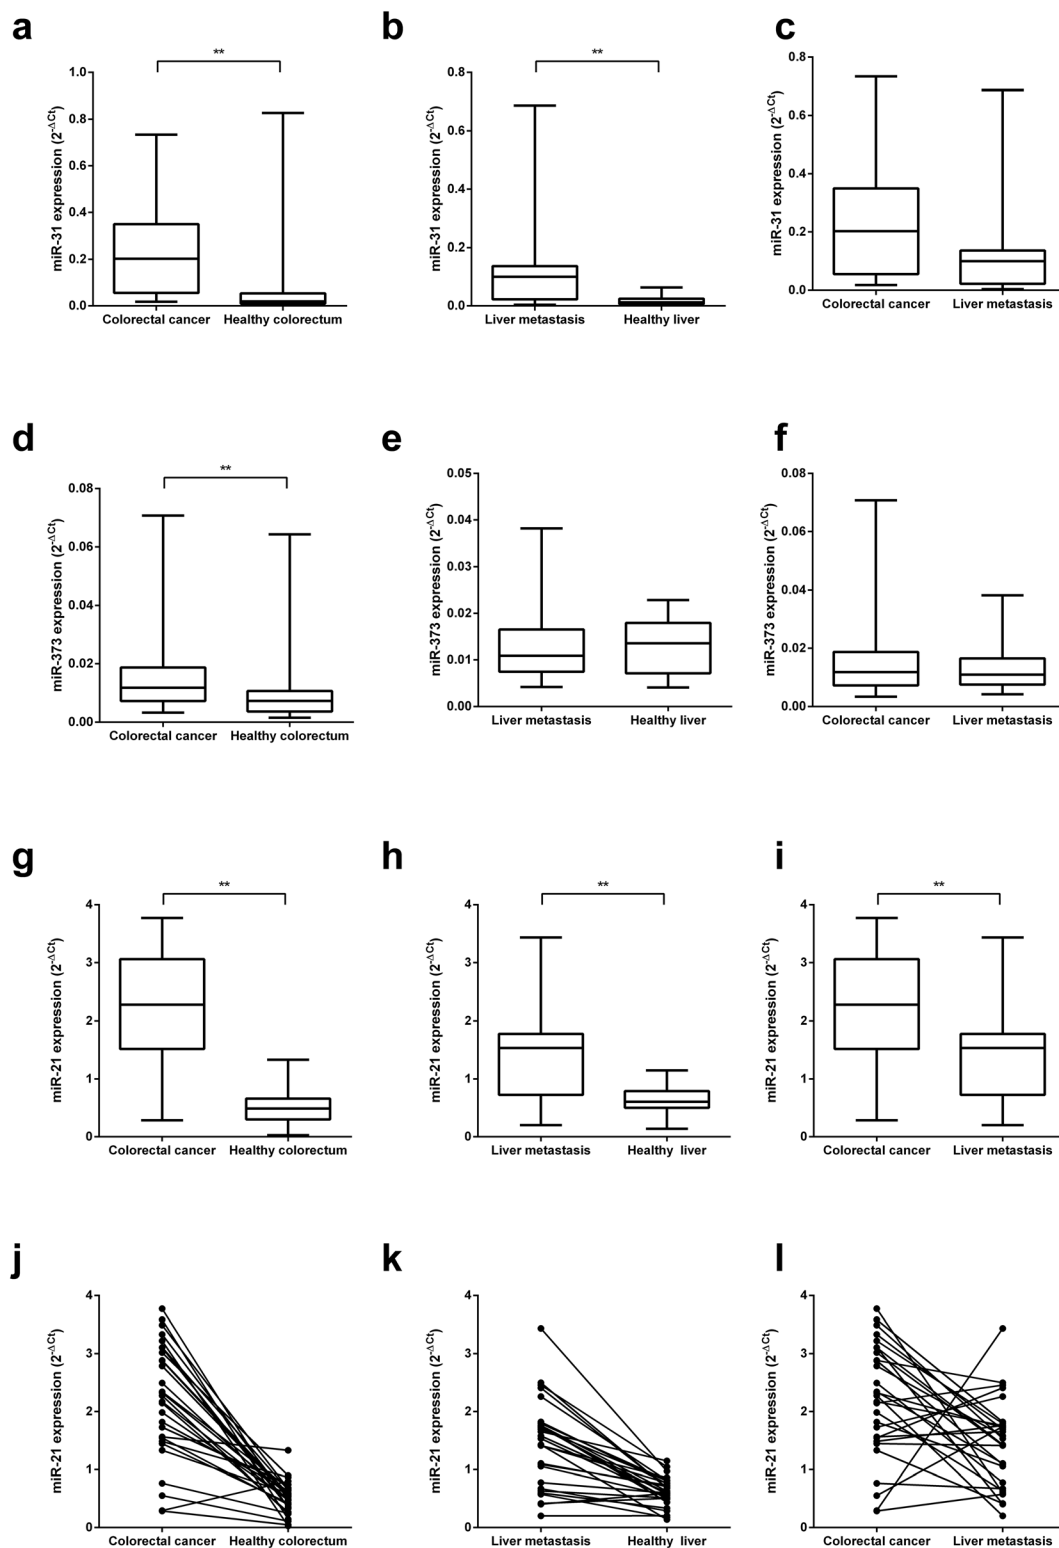 a
**
miR-31 expression (2-ΔCt)
1.0
0.8
0.6
0.4
0.2
0.0
Colorectal cancer Healthy colorectum
b
**
miR-31 expression (2-ΔCt)
0.8
0.6
0.4
0.2
0.0
Liver metastasis Healthy liver
c
miR-31 expression (2-ΔCt)
0.8
0.6
0.4
0.2
0.0
Colorectal cancer Liver metastasis
d
**
miR-373 expression (2-ΔCt)
0.08
0.06
0.04
0.02
0.00
Colorectal cancer Healthy colorectum
e
miR-373 expression (2-ΔCt)
0.05
0.04
0.03
0.02
0.01
0.00
Liver metastasis Healthy liver
f
miR-373 expression (2-ΔCt)
0.08
0.06
0.04
0.02
0.00
Colorectal cancer Liver metastasis
g
**
miR-21 expression (2-ΔCt)
4
3
2
1
0
Colorectal cancer Healthy colorectum
h
**
miR-21 expression (2-ΔCt)
4
3
2
1
0
Liver metastasis Healthy liver
i
**
miR-21 expression (2-ΔCt)
4
3
2
1
0
Colorectal cancer Liver metastasis
j
miR-21 expression (2-ΔCt)
4
3
2
1
0
Colorectal cancer Healthy colorectum
k
miR-21 expression (2-ΔCt)
4
3
2
1
0
Liver metastasis Healthy liver
l
miR-21 expression (2-ΔCt)
4
3
2
1
0
Colorectal cancer Liver metastasis